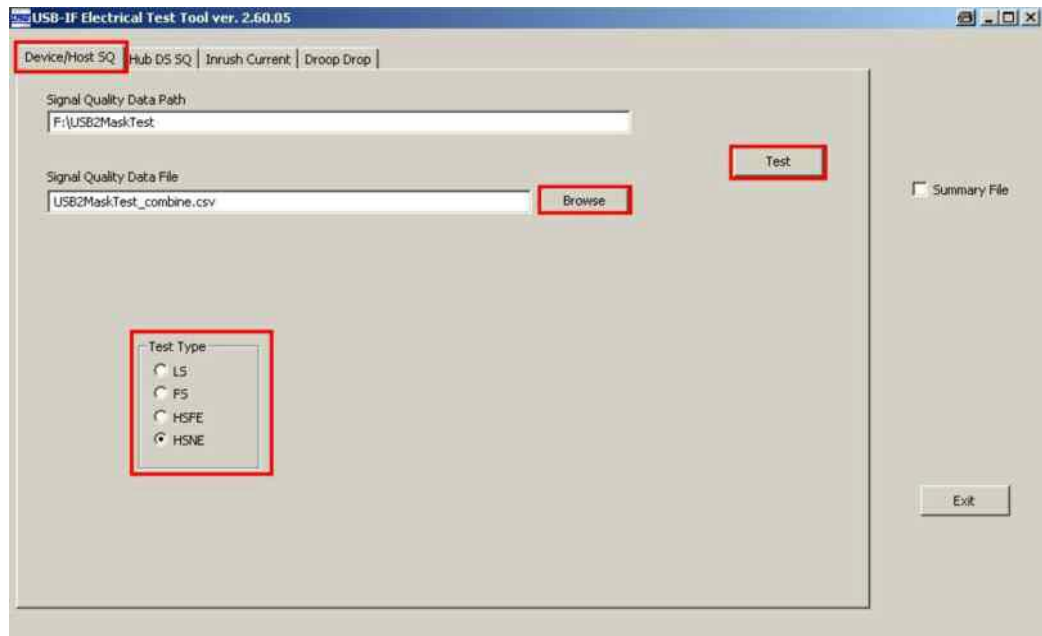 USB-IF Electrical Test Tool ver. 2.60.05
Device/Host SQ Hub DS SQ Inrush Current Droop Drop
Signal Quality Data Path
F:\USB2MaskTest
Test
Signal Quality Data File
Summary File
USB2MaskTest_combine.csv
Browse
Test Type
LS
FS
HSFE
HSNE
Exit